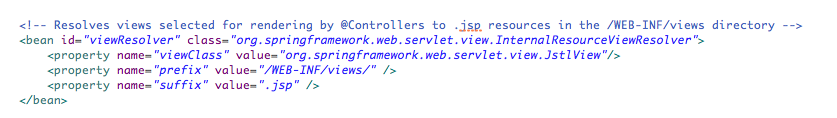 <!-- Resolves views selected for rendering by @Controllers to .jsp resources in the /WEB-INF/views directory -->
<bean id="viewResolver" class="org.springframework.web.servlet.view.InternalResourceViewResolver">
    <property name="viewClass" value="org.springframework.web.servlet.view.JstlView"/>
    <property name="prefix" value="/WEB-INF/views/" />
    <property name="suffix" value=".jsp" />
</bean>